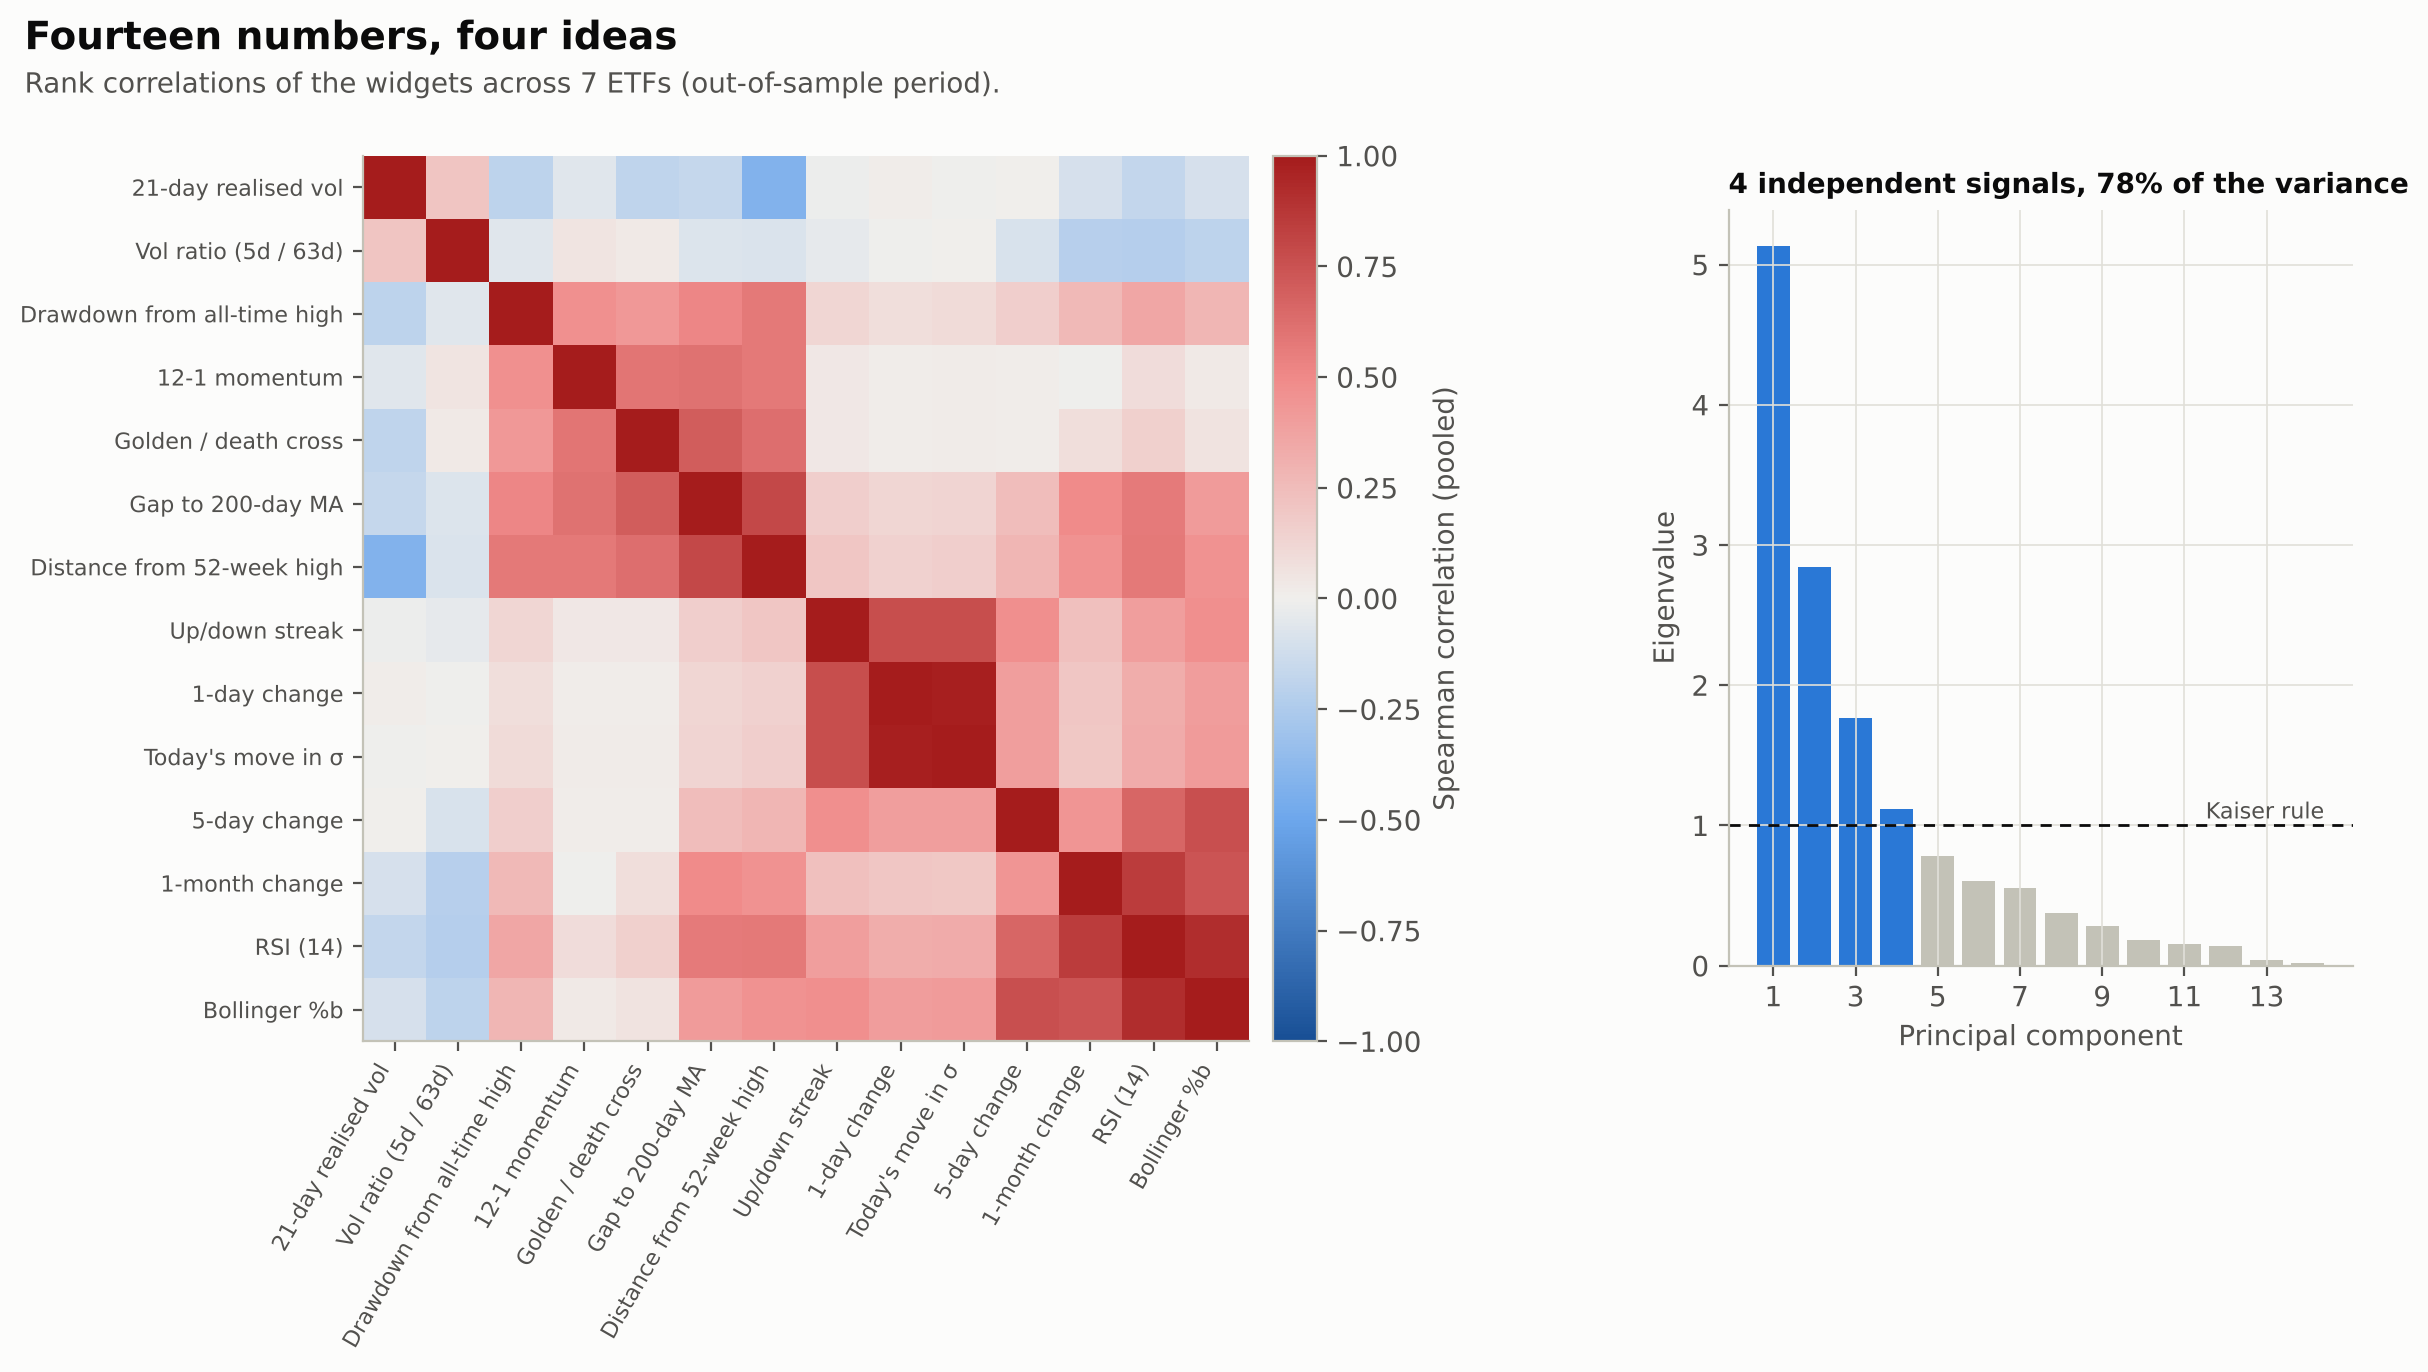 Fourteen numbers, four ideas
Rank correlations of the widgets across 7 ETFs (out-of-sample period).
21-day realised vol
Vol ratio (5d / 63d)
Drawdown from all-time high
12-1 momentum
Golden / death cross
Gap to 200-day MA
Distance from 52-week high
Up/down streak
1-day change
Today's move in σ
5-day change
1-month change
RSI (14)
Bollinger %b
21-day realised vol
Vol ratio (5d / 63d)
Drawdown from all-time high
12-1 momentum
Golden / death cross
Gap to 200-day MA
Distance from 52-week high
Up/down streak
1-day change
Today's move in σ
5-day change
1-month change
RSI (14)
Bollinger %b
1.00
0.75
0.50
0.25
0.00
−0.25
−0.50
−0.75
−1.00
Spearman correlation (pooled)
4 independent signals, 78% of the variance
5
4
3
2
1
0
Eigenvalue
Kaiser rule
1 3 5 7 9 11 13
Principal component